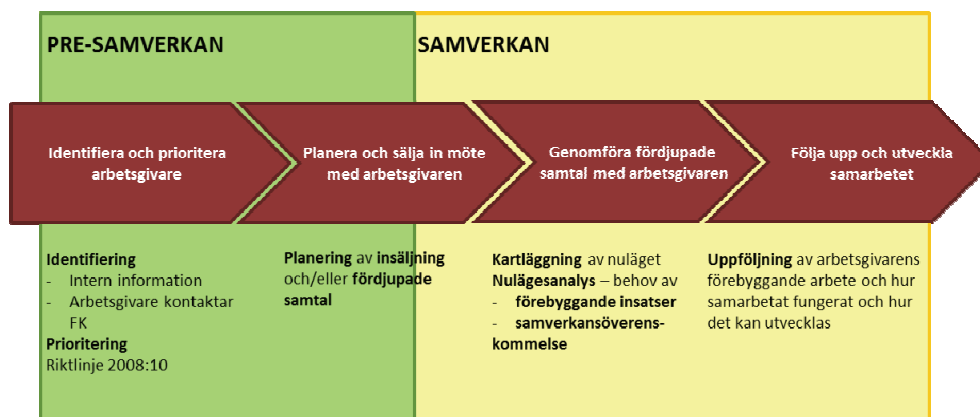 PRE-SAMVERKAN
SAMVERKAN
Identifiera och prioritera
arbetsgivare
Planera och sälja in möte
med arbetsgivaren
Genomföra fördjupade
samtal med arbetsgivaren
Följa upp och utveckla
samarbetet
Identifiering
- Intern information
- Arbetsgivare kontaktar
FK
Prioritering
Riktlinje 2008:10
Planering av insäljning
och/eller fördjupade
samtal
Kartläggning av nuläget
Nulägesanalys – behov av
- förebyggande insatser
- samverkansöverens-
kommelse
Uppföljning av arbetsgivarens
förebyggande arbete och hur
samarbetat fungerat och hur
det kan utvecklas